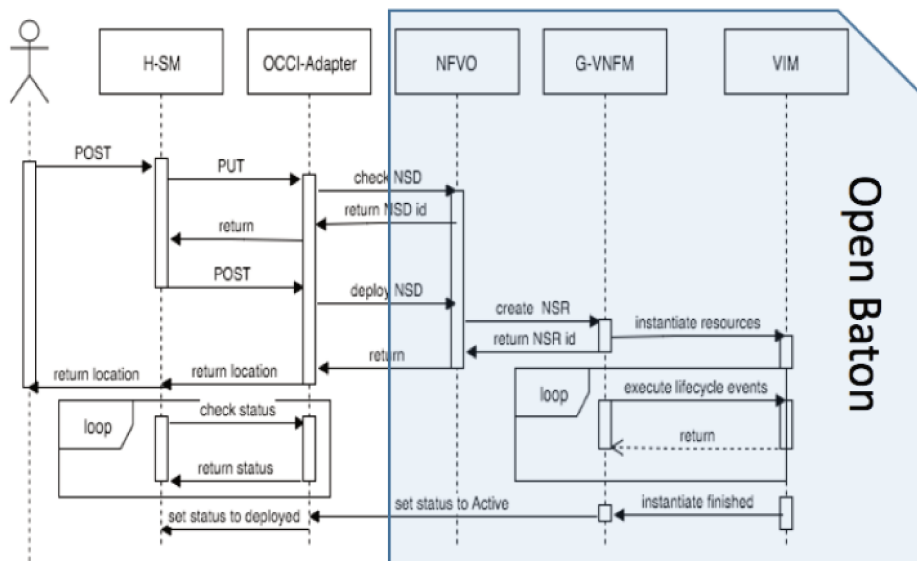 H-SM
OCCI-Adapter
NFVO
G-VNFM
VIM
POST
PUT
check NSD
return NSD id
return
POST
deploy NSD
create NSR
instantiate resources
return NSR id
return
return location
return location
loop
execute lifecycle events
return
loop
check status
return status
instantiate finished
set status to Active
set status to deployed
Open Baton